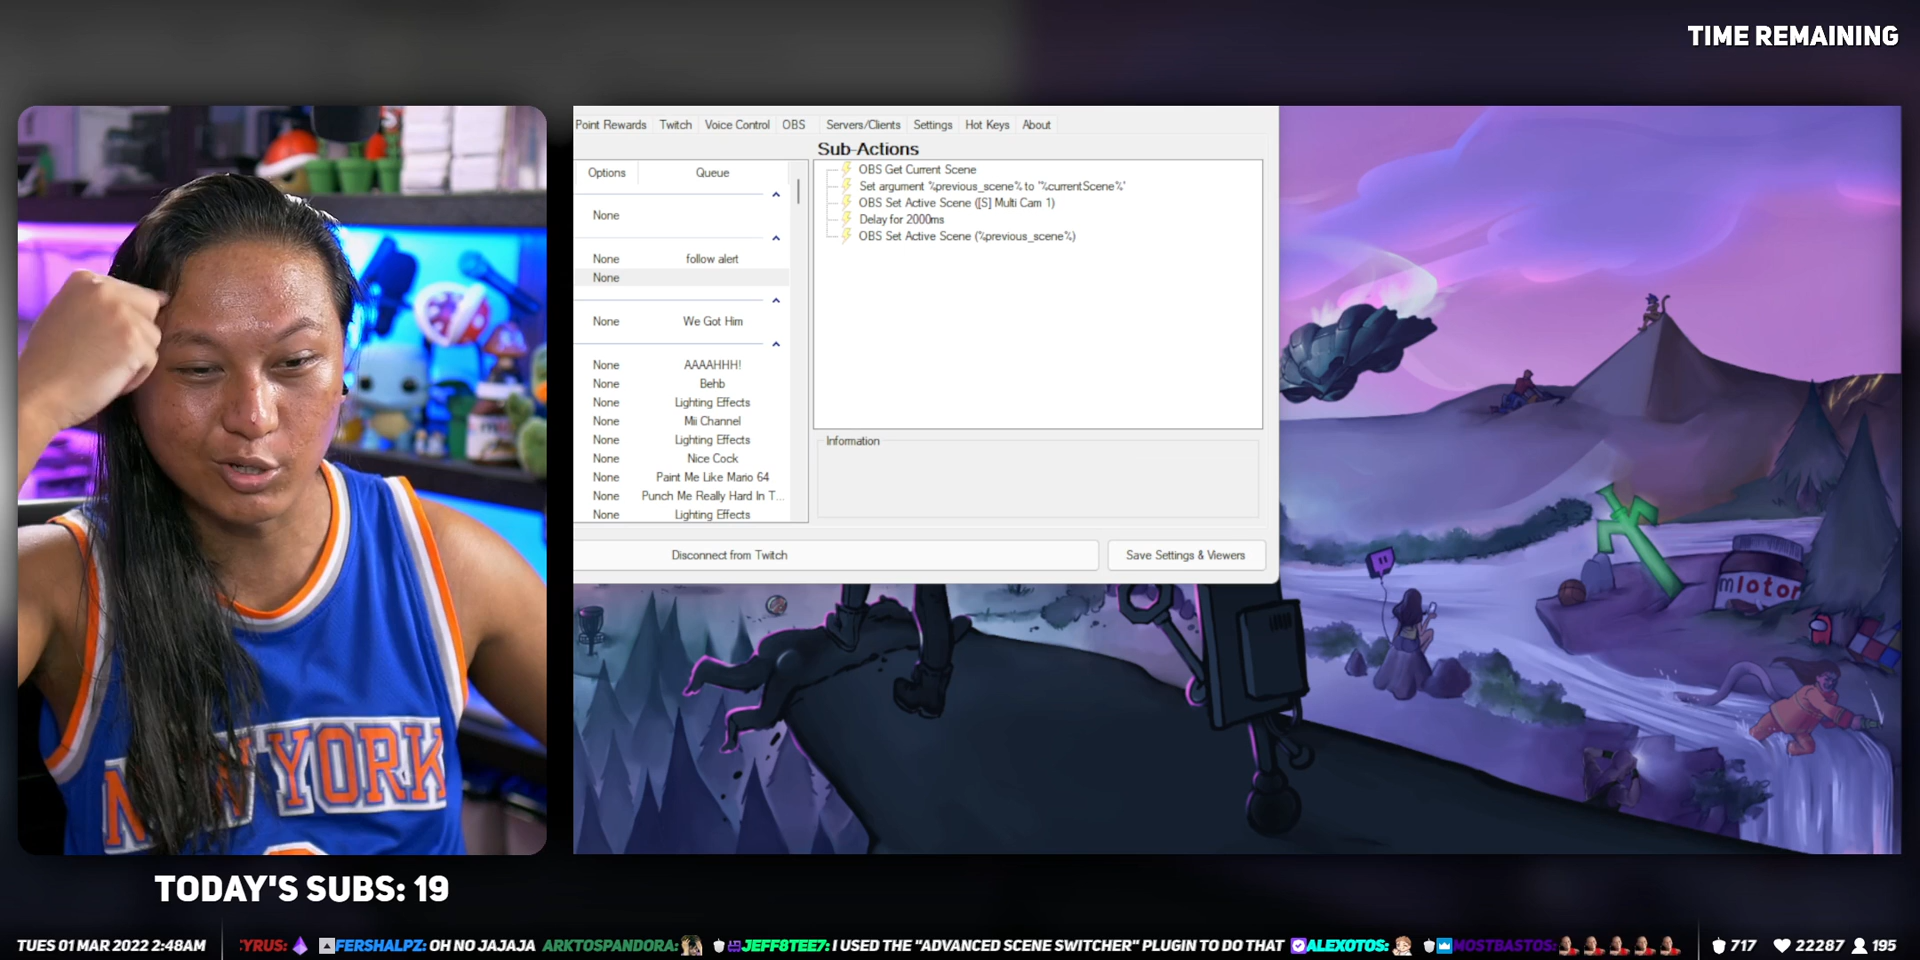 TIME REMAINING
Point Rewards Twitch Voice Control OBS Servers/Clients Settings Hot Keys About
Sub-Actions
Options Queue
OBS Get Current Scene
Set argument %previous_scene% to "%currentScene%"
OBS Set Active Scene ([S] Multi Cam 1)
Delay for 2000ms
OBS Set Active Scene (%previous_scene%)
None
None follow alert
None
None We Got Him
None AAAAHHH!
None Behb
None Lighting Effects
None Mii Channel
None Lighting Effects
None Nice Cock
None Paint Me Like Mario 64
None Punch Me Really Hard In T...
None Lighting Effects
Information
Disconnect from Twitch Save Settings & Viewers
mlotor
NEW YORK
TODAY'S SUBS: 19
TUES 01 MAR 2022 2:48AM YRUS: FERSHALPZ: OH NO JAJAJA ARKTOSPANDORA: JEFF8TEE7: I USED THE "ADVANCED SCENE SWITCHER" PLUGIN TO DO THAT ALEXOTOS: MOSTBASTOS: 717 22287 195